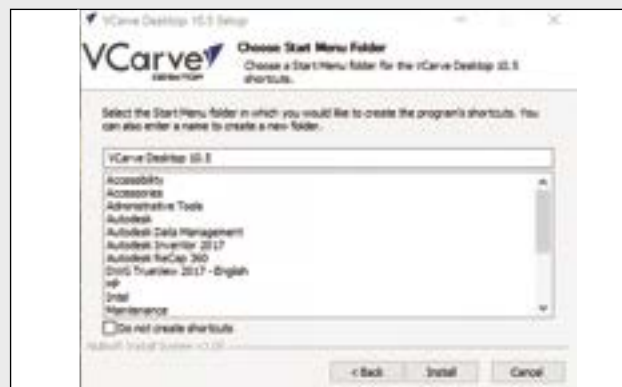 VCarve Desktop 10.5 Setup
VCarve
DESKTOP
Choose Start Menu Folder
Choose a Start Menu folder for the VCarve Desktop 10.5
shortcuts.
Select the Start Menu folder in which you would like to create the program's shortcuts. You
can also enter a name to create a new folder.
VCarve Desktop 10.5
Accessibility
Accessories
Administrative Tools
Autodesk
Autodesk Data Management
Autodesk Inventor 2017
Autodesk ReCap 360
DWG TrueView 2017 - English
HP
Intel
Maintenance
Do not create shortcuts
Nullsoft Install System
< Back
Install
Cancel